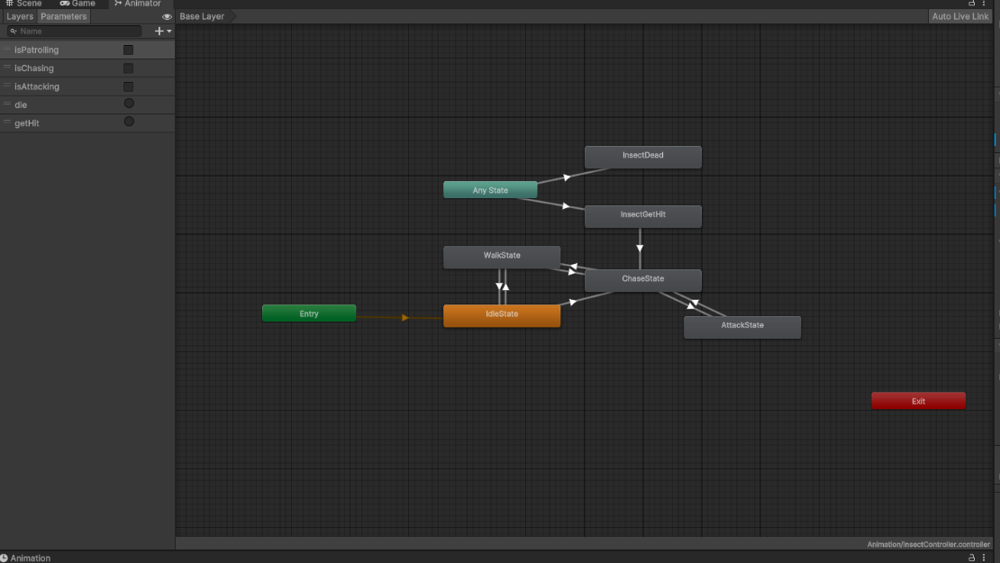 Scene Game Animator
Layers Parameters Base Layer Auto Live Link
Name
isPatrolling
isChasing
isAttacking
die
getHit
InsectDead
Any State
InsectGetHit
WalkState
ChaseState
Entry
IdleState
AttackState
Exit
Animation/InsectController.controller
Animation